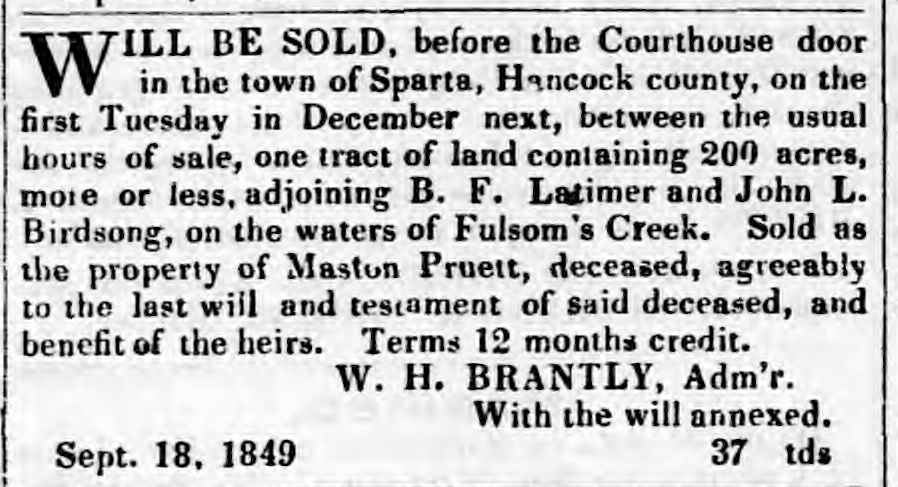 WILL BE SOLD, before the Courthouse door
in the town of Sparta, Hancock county, on the
first Tuesday in December next, between the usual
hours of sale, one tract of land containing 200 acres,
more or less, adjoining B. F. Latimer and John L.
Birdsong, on the waters of Fulsom's Creek. Sold as
the property of Maston Pruett, deceased, agreeably
to the last will and testament of said deceased, and
benefit of the heirs. Terms 12 months credit.
W. H. BRANTLY, Adm'r.
With the will annexed.
Sept. 18, 1849 37 tds